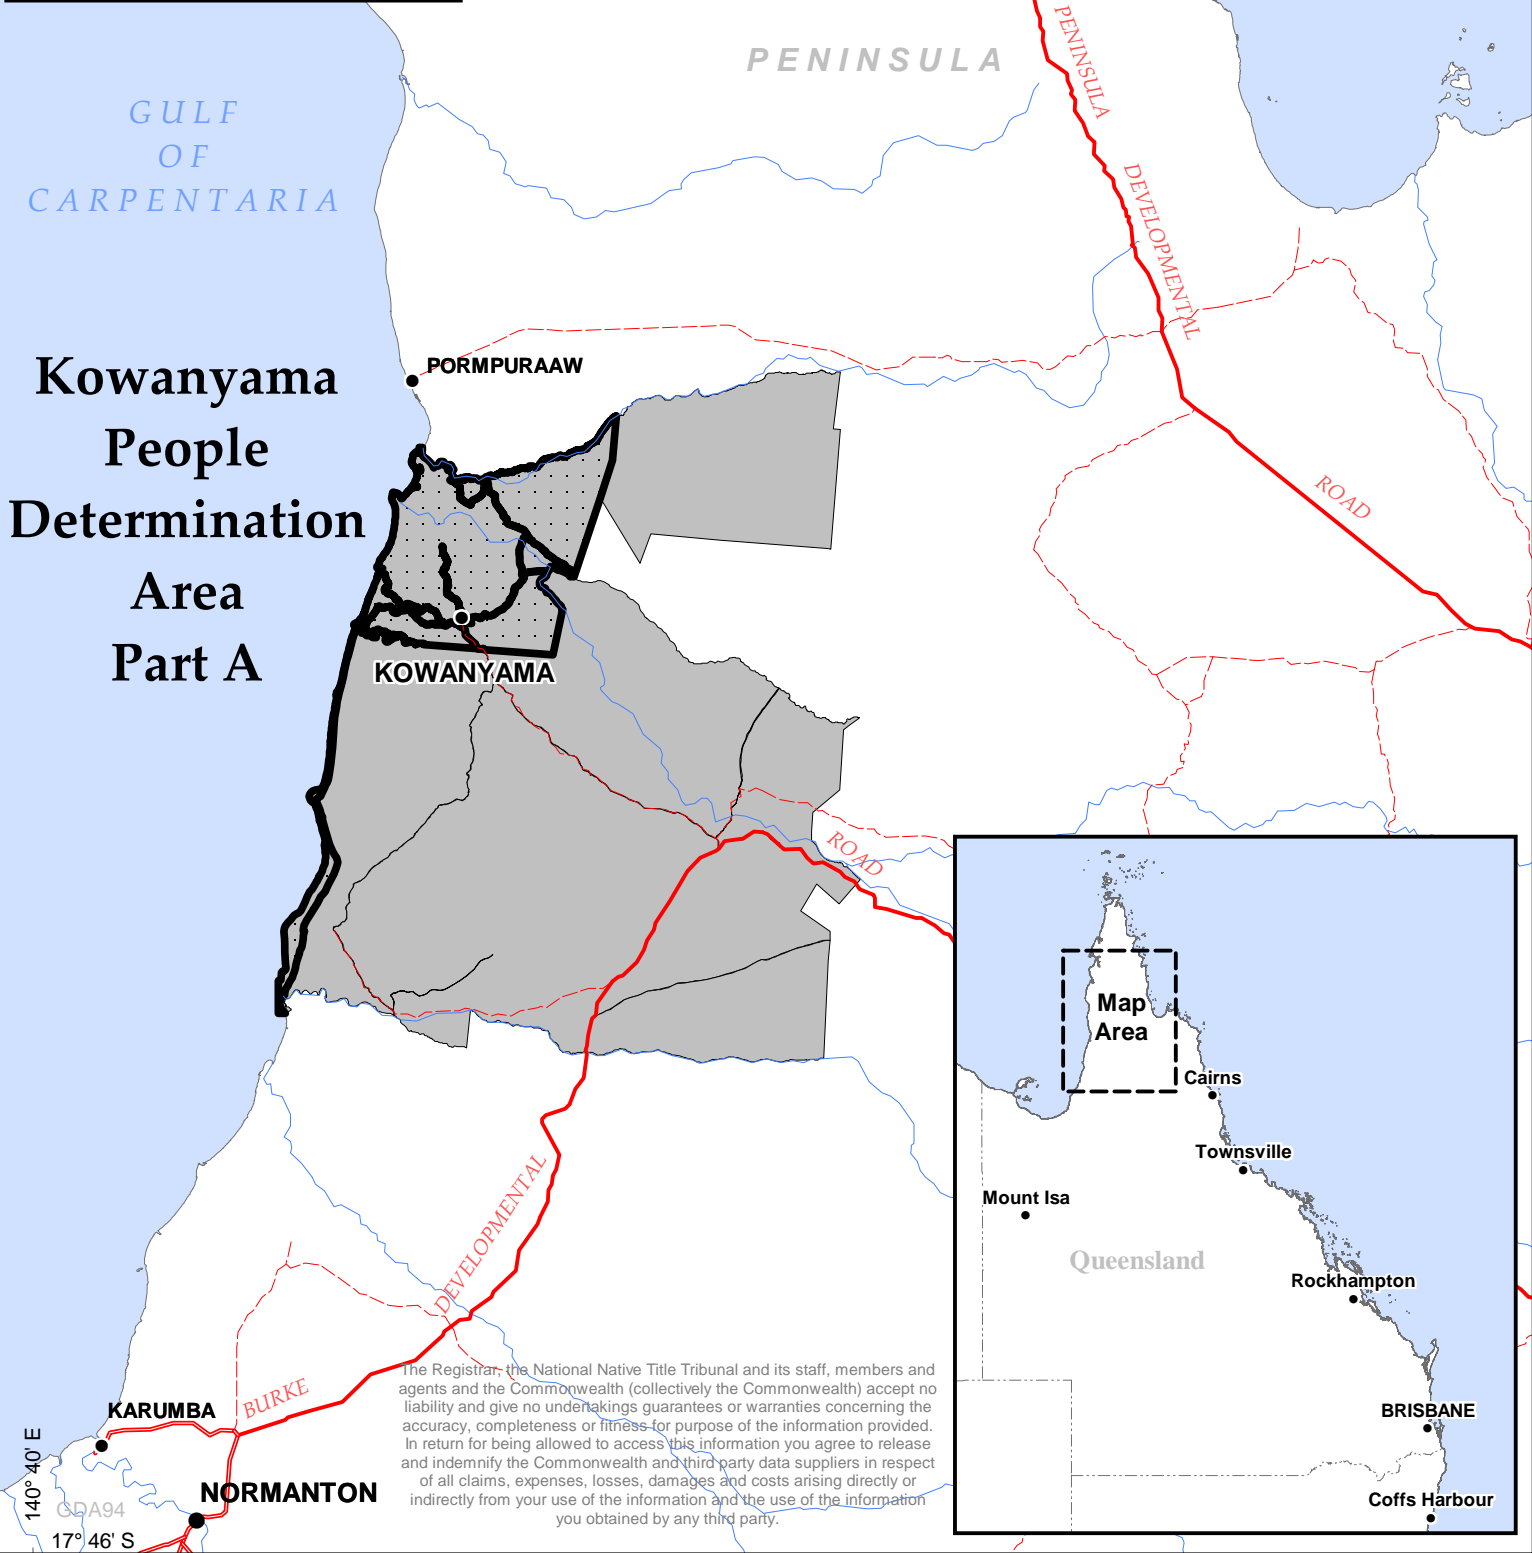 PENINSULA
PENINSULA
DEVELOPMENTAL
ROAD
GULF
OF
CARPENTARIA
PORMPURAAW
Kowanyama
People
Determination
Area
Part A
KOWANYAMA
ROAD
DEVELOPMENTAL
BURKE
KARUMBA
NORMANTON
140° 40' E
GDA94
17° 46' S
The Registrar, the National Native Title Tribunal and its staff, members and
agents and the Commonwealth (collectively the Commonwealth) accept no
liability and give no undertakings guarantees or warranties concerning the
accuracy, completeness or fitness for purpose of the information provided.
In return for being allowed to access this information you agree to release
and indemnify the Commonwealth and third party data suppliers in respect
of all claims, expenses, losses, damages and costs arising directly or
indirectly from your use of the information and the use of the information
you obtained by any third party.
Map
Area
Cairns
Townsville
Mount Isa
Queensland
Rockhampton
BRISBANE
Coffs Harbour